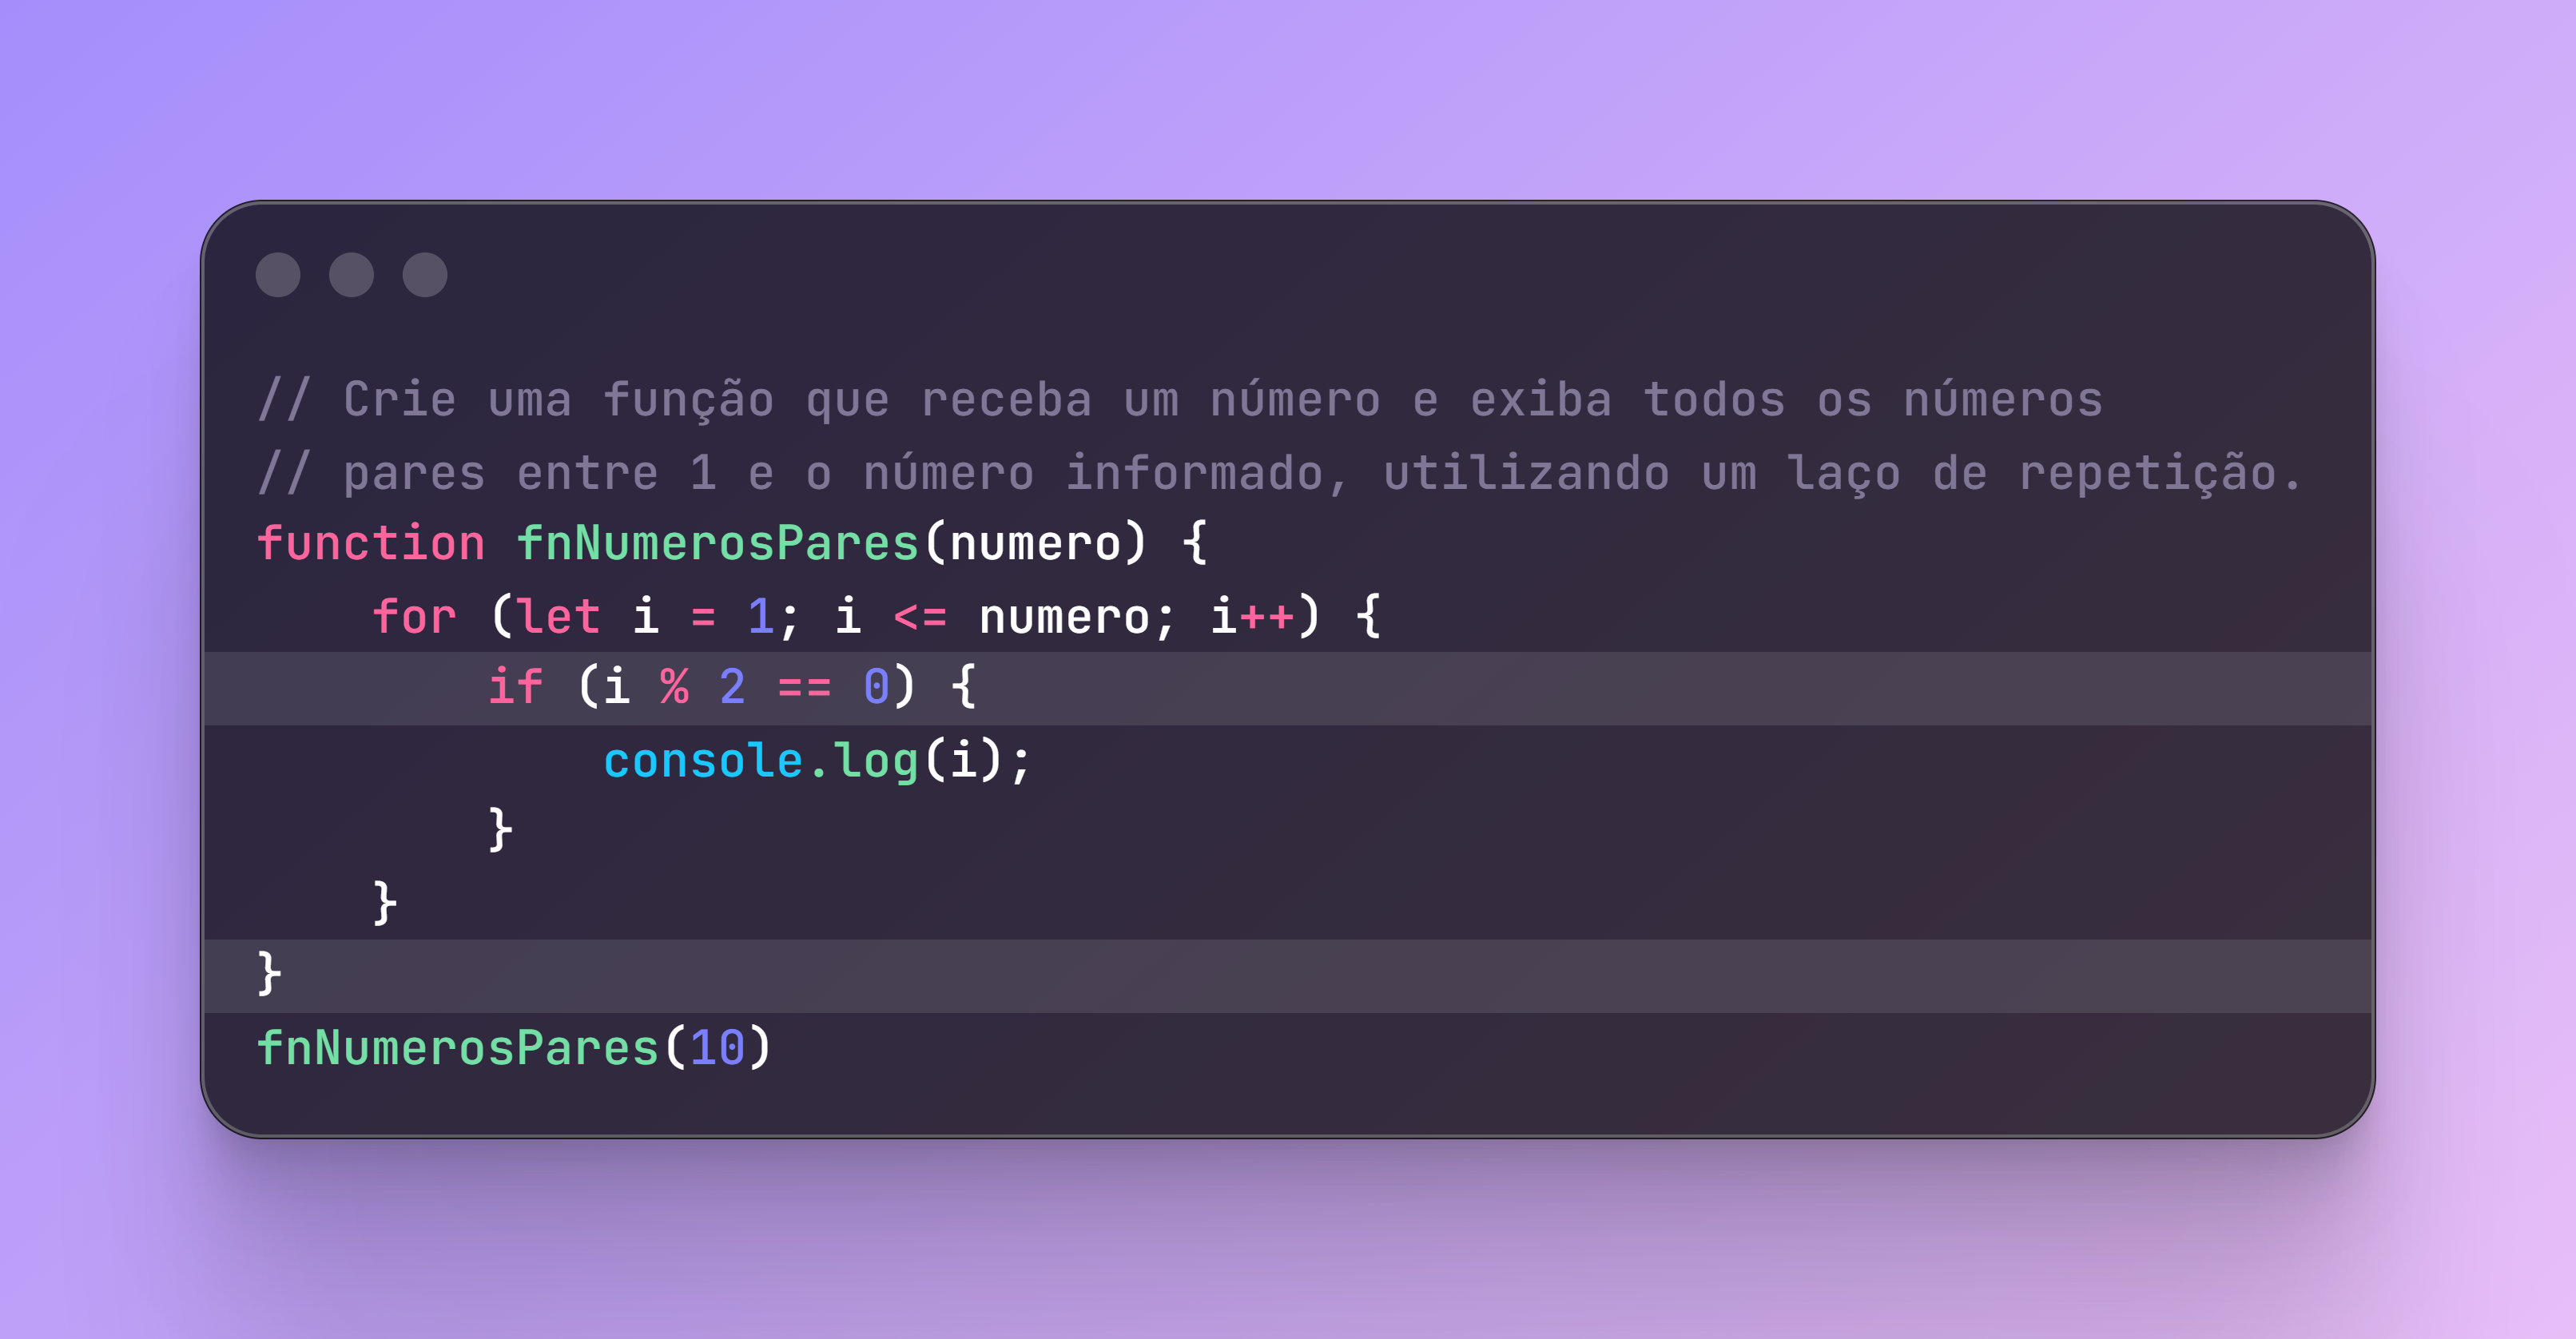 // Crie uma função que receba um número e exiba todos os números
// pares entre 1 e o número informado, utilizando um laço de repetição.
function fnNumerosPares(numero) {
    for (let i = 1; i <= numero; i++) {
        if (i % 2 == 0) {
            console.log(i);
        }
    }
}
fnNumerosPares(10)